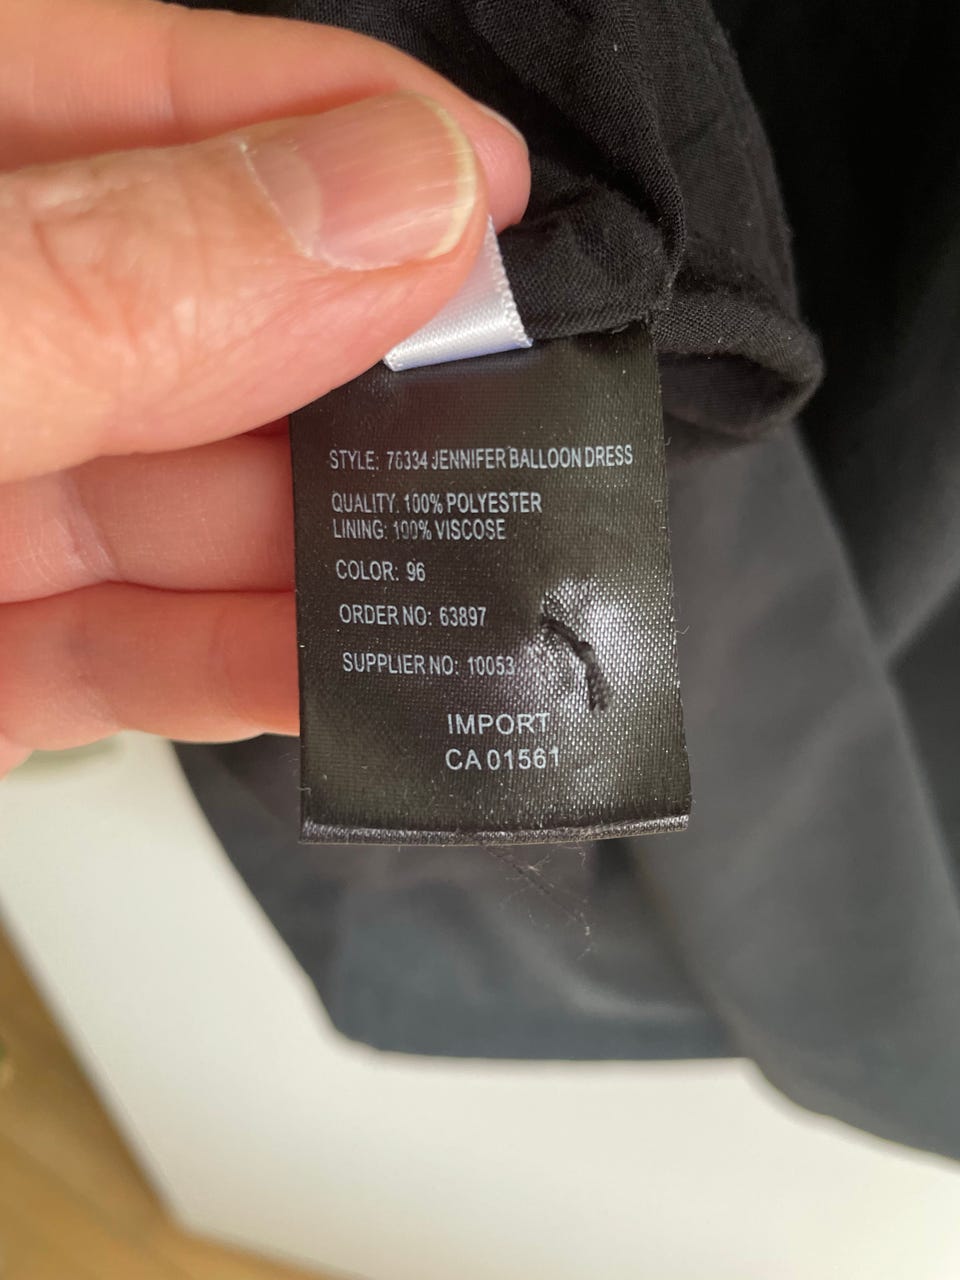 STYLE: 76334 JENNIFER BALLOON DRESS
QUALITY: 100% POLYESTER
LINING: 100% VISCOSE
COLOR: 96
ORDER NO: 63897
SUPPLIER NO: 10053
IMPORT
CA 01561